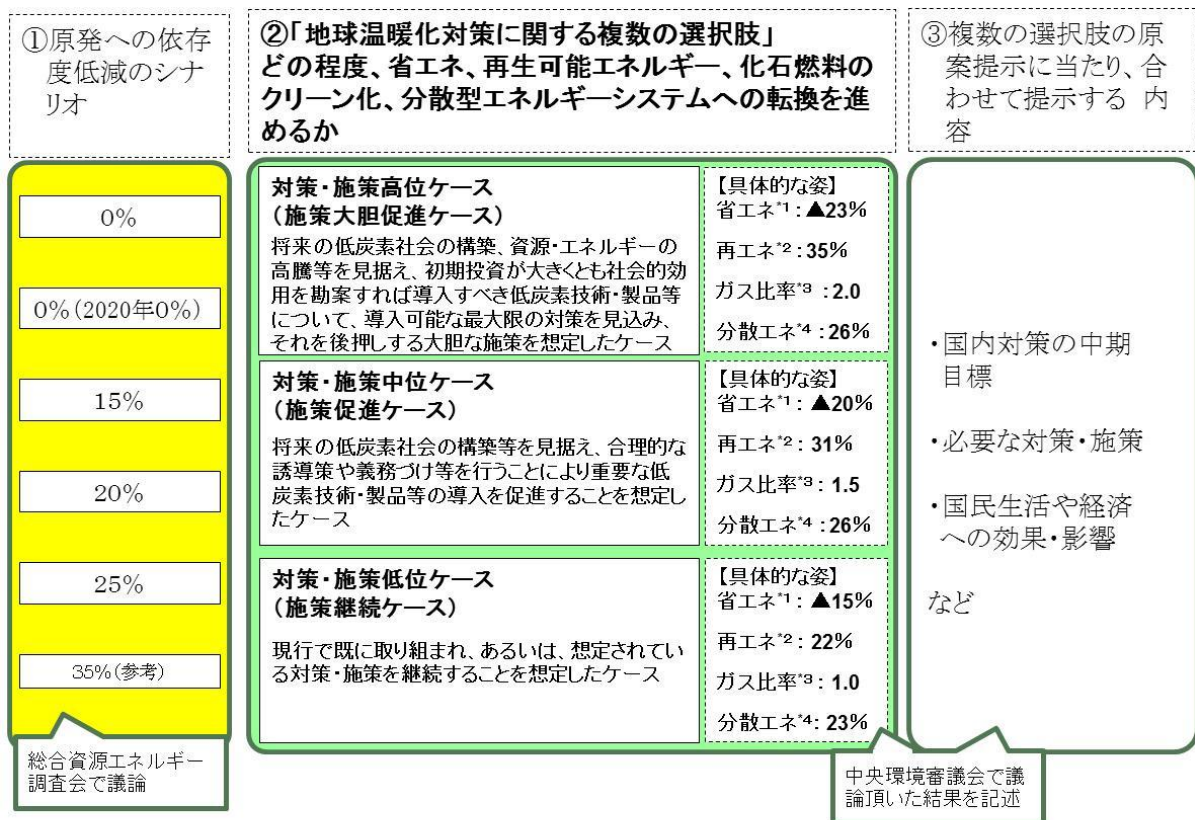 ①原発への依存
度低減のシナ
リオ
0%
0%(2020年0%)
15%
20%
25%
35%(参考)
総合資源エネルギー
調査会で議論
②「地球温暖化対策に関する複数の選択肢」
どの程度、省エネ、再生可能エネルギー、化石燃料の
クリーン化、分散型エネルギーシステムへの転換を進
めるか
対策・施策高位ケース
(施策大胆促進ケース)
将来の低炭素社会の構築、資源・エネルギーの
高騰等を見据え、初期投資が大きくとも社会的効
用を勘案すれば導入すべき低炭素技術・製品等
について、導入可能な最大限の対策を見込み、
それを後押しする大胆な施策を想定したケース
【具体的な姿】
省エネ*1：▲23%
再エネ*2：35%
ガス比率*3：2.0
分散エネ*4：26%
対策・施策中位ケース
(施策促進ケース)
将来の低炭素社会の構築等を見据え、合理的な
誘導策や義務づけ等を行うことにより重要な低
炭素技術・製品等の導入を促進することを想定し
たケース
【具体的な姿】
省エネ*1：▲20%
再エネ*2：31%
ガス比率*3：1.5
分散エネ*4：26%
対策・施策低位ケース
(施策継続ケース)
現行で既に取り組まれ、あるいは、想定されてい
る対策・施策を継続することを想定したケース
【具体的な姿】
省エネ*1：▲15%
再エネ*2：22%
ガス比率*3：1.0
分散エネ*4：23%
③複数の選択肢の原
案提示に当たり、合
わせて提示する 内
容
・国内対策の中期
目標
・必要な対策・施策
・国民生活や経済
への効果・影響
など
中央環境審議会で議
論頂いた結果を記述